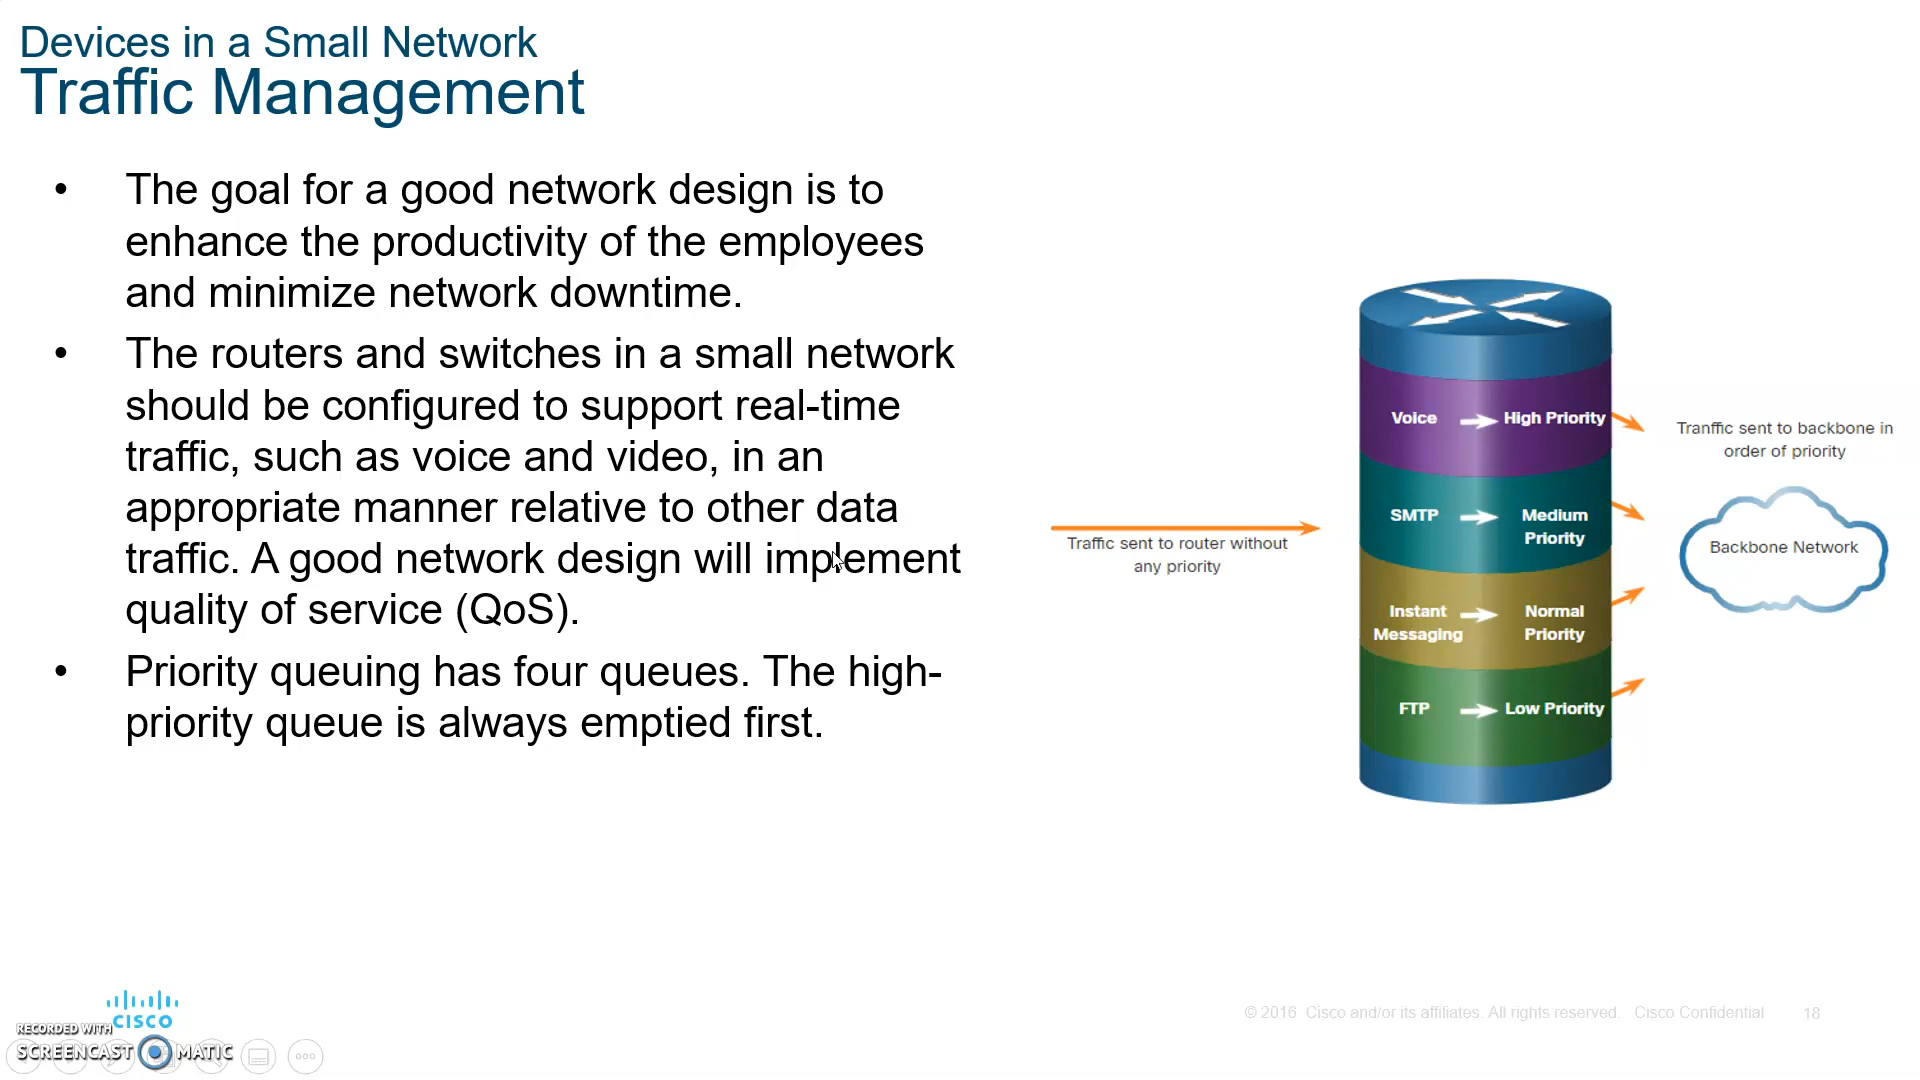 Devices in a Small Network
Traffic Management
• The goal for a good network design is to
enhance the productivity of the employees
and minimize network downtime.
• The routers and switches in a small network
should be configured to support real-time
traffic, such as voice and video, in an
appropriate manner relative to other data
traffic. A good network design will implement
quality of service (QoS).
• Priority queuing has four queues. The high-
priority queue is always emptied first.
Traffic sent to router without
any priority
Voice High Priority
SMTP Medium
Priority
Instant Normal
Messaging Priority
FTP Low Priority
Tranffic sent to backbone in
order of priority
Backbone Network
CISCO
RECORDED WITH
SCREENCAST MATIC
© 2016 Cisco and/or its affiliates. All rights reserved. Cisco Confidential 18